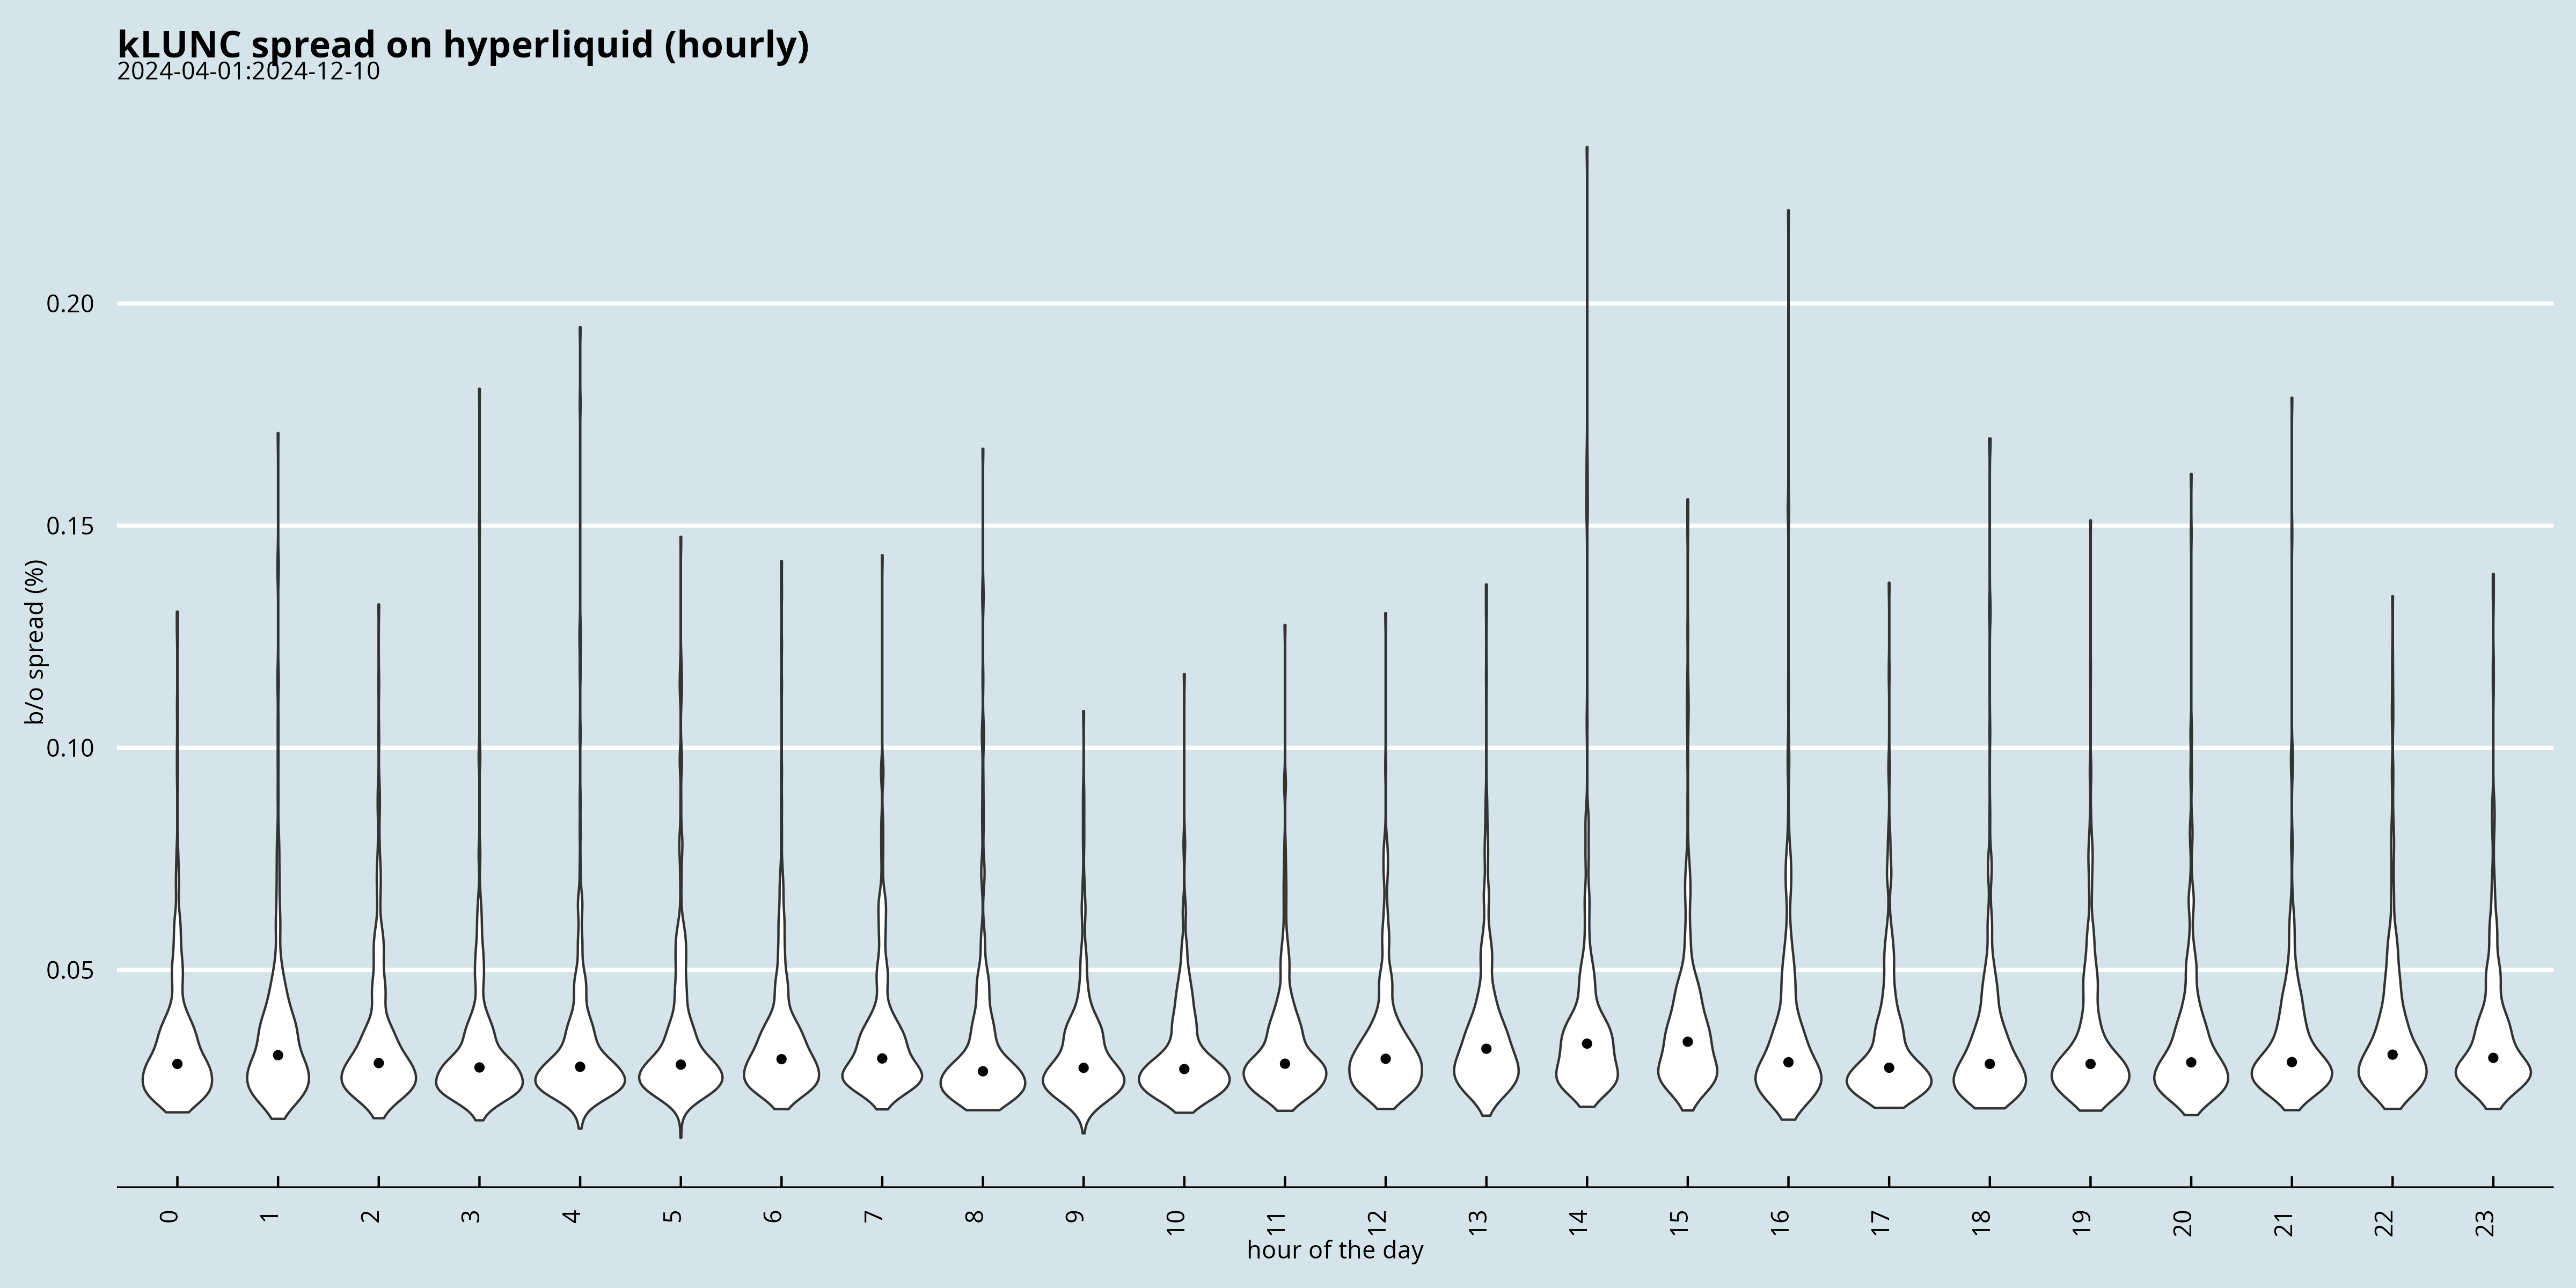 kLUNC spread on hyperliquid (hourly)
2024-04-01:2024-12-10
0.20
0.15
0.10
0.05
b/o spread (%)
0 1 2 3 4 5 6 7 8 9 10 11 12 13 14 15 16 17 18 19 20 21 22 23
hour of the day